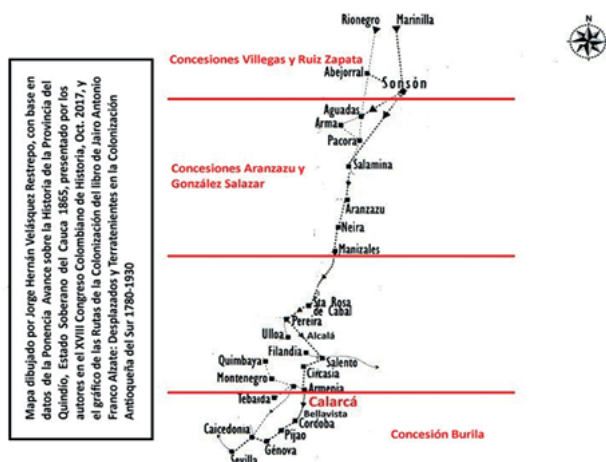 Mapa dibujado por Jorge Hernán Velásquez Restrepo, con base en
datos de la Ponencia Avance sobre la Historia de la Provincia del
Quindío, Estado Soberano del Cauca 1865, presentado por los
autores en el XVIII Congreso Colombiano de Historia, Oct. 2017, y
el gráfico de las Rutas de la Colonización del libro de Jairo Antonio
Franco Alzate: Desplazados y Terratenientes en la Colonización
Antioqueña del Sur 1780-1930
Rionegro
Marinilla
Concesiones Villegas y Ruiz Zapata
Abejorral
Sonsón
Aguadas
Arma
Pacora
Salamina
Concesiones Aranzazu y
González Salazar
Aranzazu
Neira
Manizales
Sta Rosa
de Cabal
Pereira
Ulloa
Alcalá
Filandia
Salento
Quimbaya
Circasia
Montenegro
Armenia
Tebaida
Calarcá
Bellavista
Caicedonia
Cordoba
Pijao
Concesión Burila
Génova
Sevilla